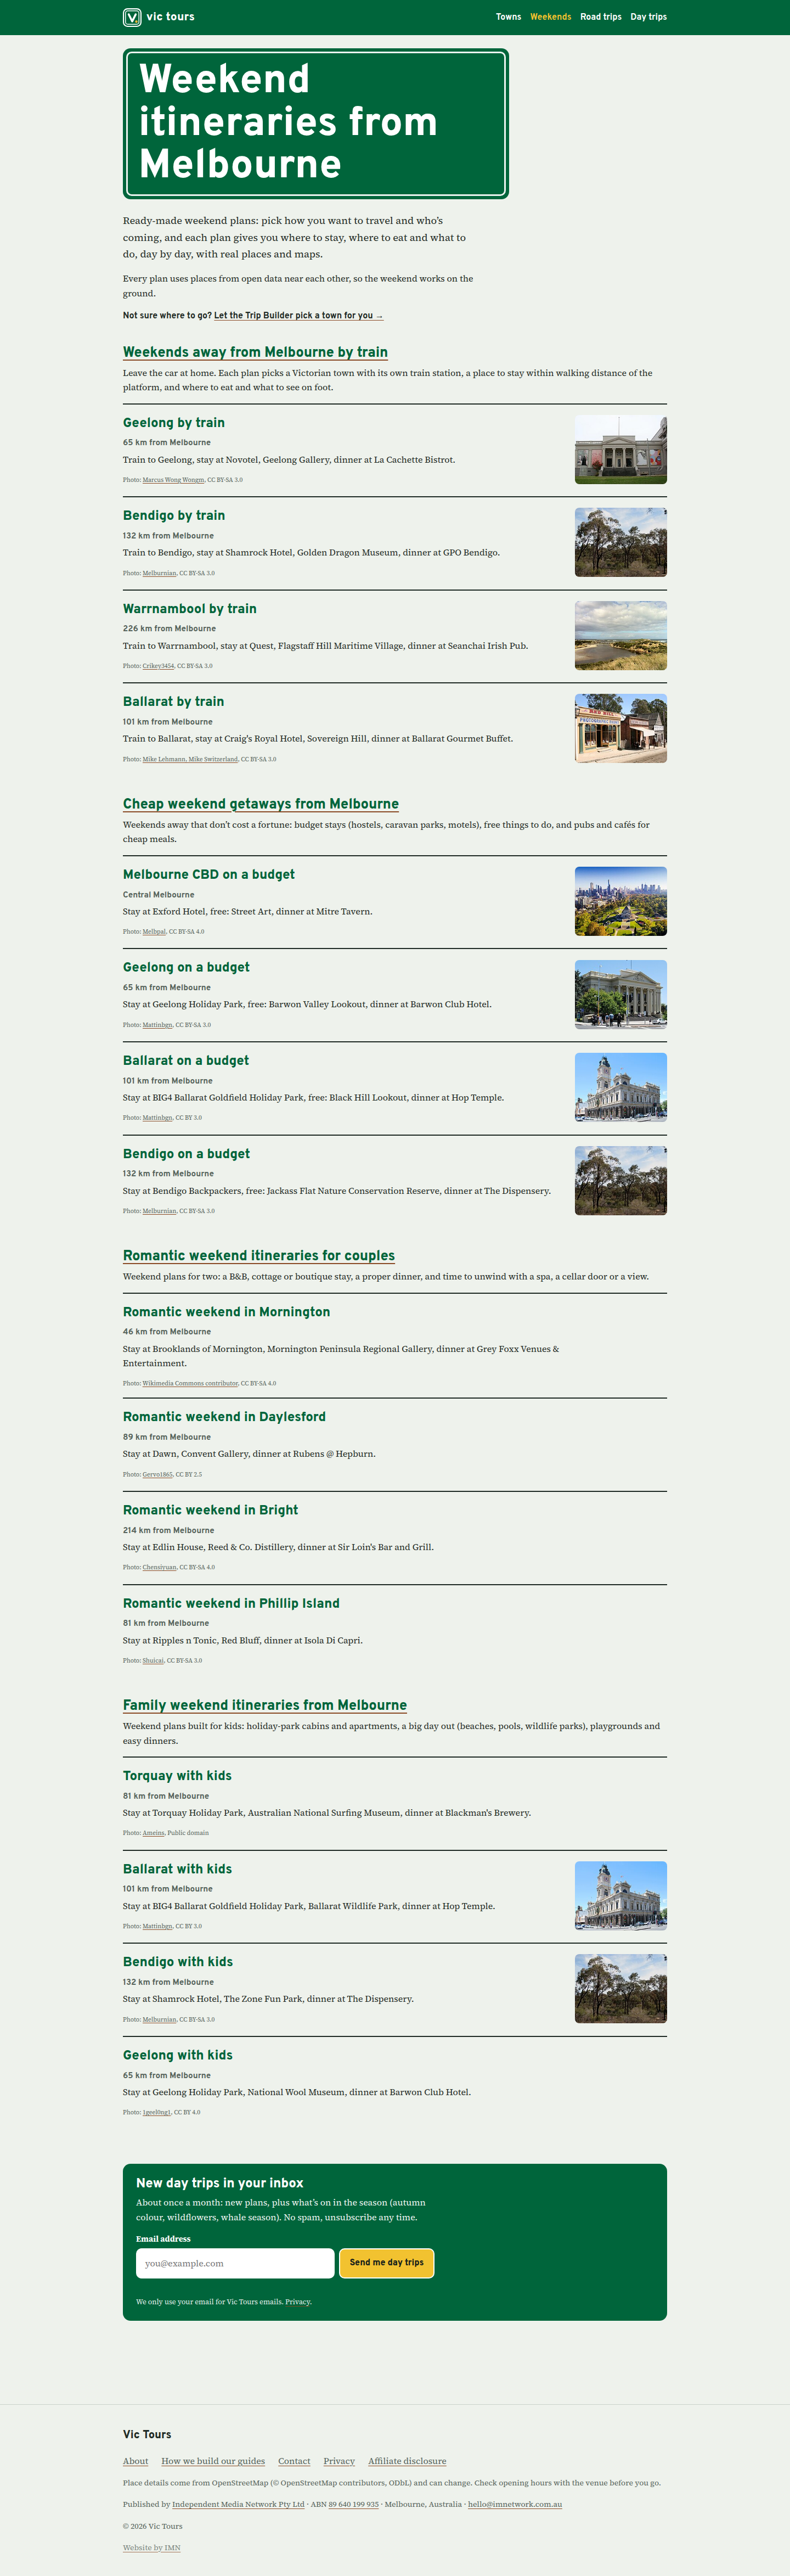 vic tours
Towns Weekends Road trips Day trips
Weekend
itineraries from
Melbourne
Ready-made weekend plans: pick how you want to travel and who's
coming, and each plan gives you where to stay, where to eat and what to
do, day by day, with real places and maps.
Every plan uses places from open data near each other, so the weekend works on the
ground.
Not sure where to go? Let the Trip Builder pick a town for you →
Weekends away from Melbourne by train
Leave the car at home. Each plan picks a Victorian town with its own train station, a place to stay within walking distance of the
platform, and where to eat and what to see on foot.
Geelong by train
65 km from Melbourne
Train to Geelong, stay at Novotel, Geelong Gallery, dinner at La Cachette Bistrot.
Photo: Marcus Wong Wongm, CC BY-SA 3.0
Bendigo by train
132 km from Melbourne
Train to Bendigo, stay at Shamrock Hotel, Golden Dragon Museum, dinner at GPO Bendigo.
Photo: Melburnian, CC BY-SA 3.0
Warrnambool by train
226 km from Melbourne
Train to Warrnambool, stay at Quest, Flagstaff Hill Maritime Village, dinner at Seanchai Irish Pub.
Photo: Crikey3454, CC BY-SA 3.0
Ballarat by train
101 km from Melbourne
Train to Ballarat, stay at Craig's Royal Hotel, Sovereign Hill, dinner at Ballarat Gourmet Buffet.
Photo: Mike Lehmann, Mike Switzerland, CC BY-SA 3.0
Cheap weekend getaways from Melbourne
Weekends away that don't cost a fortune: budget stays (hostels, caravan parks, motels), free things to do, and pubs and cafés for
cheap meals.
Melbourne CBD on a budget
Central Melbourne
Stay at Exford Hotel, free: Street Art, dinner at Mitre Tavern.
Photo: Melbpal, CC BY-SA 4.0
Geelong on a budget
65 km from Melbourne
Stay at Geelong Holiday Park, free: Barwon Valley Lookout, dinner at Barwon Club Hotel.
Photo: Mattinbgn, CC BY-SA 3.0
Ballarat on a budget
101 km from Melbourne
Stay at BIG4 Ballarat Goldfield Holiday Park, free: Black Hill Lookout, dinner at Hop Temple.
Photo: Mattinbgn, CC BY 3.0
Bendigo on a budget
132 km from Melbourne
Stay at Bendigo Backpackers, free: Jackass Flat Nature Conservation Reserve, dinner at The Dispensery.
Photo: Melburnian, CC BY-SA 3.0
Romantic weekend itineraries for couples
Weekend plans for two: a B&B, cottage or boutique stay, a proper dinner, and time to unwind with a spa, a cellar door or a view.
Romantic weekend in Mornington
46 km from Melbourne
Stay at Brooklands of Mornington, Mornington Peninsula Regional Gallery, dinner at Grey Foxx Venues &
Entertainment.
Photo: Wikimedia Commons contributor, CC BY-SA 4.0
Romantic weekend in Daylesford
89 km from Melbourne
Stay at Dawn, Convent Gallery, dinner at Rubens @ Hepburn.
Photo: Gervo1865, CC BY 2.5
Romantic weekend in Bright
214 km from Melbourne
Stay at Edlin House, Reed & Co. Distillery, dinner at Sir Loin's Bar and Grill.
Photo: Chensiyuan, CC BY-SA 4.0
Romantic weekend in Phillip Island
81 km from Melbourne
Stay at Ripples n Tonic, Red Bluff, dinner at Isola Di Capri.
Photo: Shuicai, CC BY-SA 3.0
Family weekend itineraries from Melbourne
Weekend plans built for kids: holiday-park cabins and apartments, a big day out (beaches, pools, wildlife parks), playgrounds and
easy dinners.
Torquay with kids
81 km from Melbourne
Stay at Torquay Holiday Park, Australian National Surfing Museum, dinner at Blackman's Brewery.
Photo: Ameins, Public domain
Ballarat with kids
101 km from Melbourne
Stay at BIG4 Ballarat Goldfield Holiday Park, Ballarat Wildlife Park, dinner at Hop Temple.
Photo: Mattinbgn, CC BY 3.0
Bendigo with kids
132 km from Melbourne
Stay at Shamrock Hotel, The Zone Fun Park, dinner at The Dispensery.
Photo: Melburnian, CC BY-SA 3.0
Geelong with kids
65 km from Melbourne
Stay at Geelong Holiday Park, National Wool Museum, dinner at Barwon Club Hotel.
Photo: 1geel0ng1, CC BY 4.0
New day trips in your inbox
About once a month: new plans, plus what's on in the season (autumn
colour, wildflowers, whale season). No spam, unsubscribe any time.
Email address
you@example.com
Send me day trips
We only use your email for Vic Tours emails. Privacy.
Vic Tours
About How we build our guides Contact Privacy Affiliate disclosure
Place details come from OpenStreetMap (© OpenStreetMap contributors, ODbL) and can change. Check opening hours with the venue before you go.
Published by Independent Media Network Pty Ltd · ABN 89 640 199 935 · Melbourne, Australia · hello@imnetwork.com.au
© 2026 Vic Tours
Website by IMN